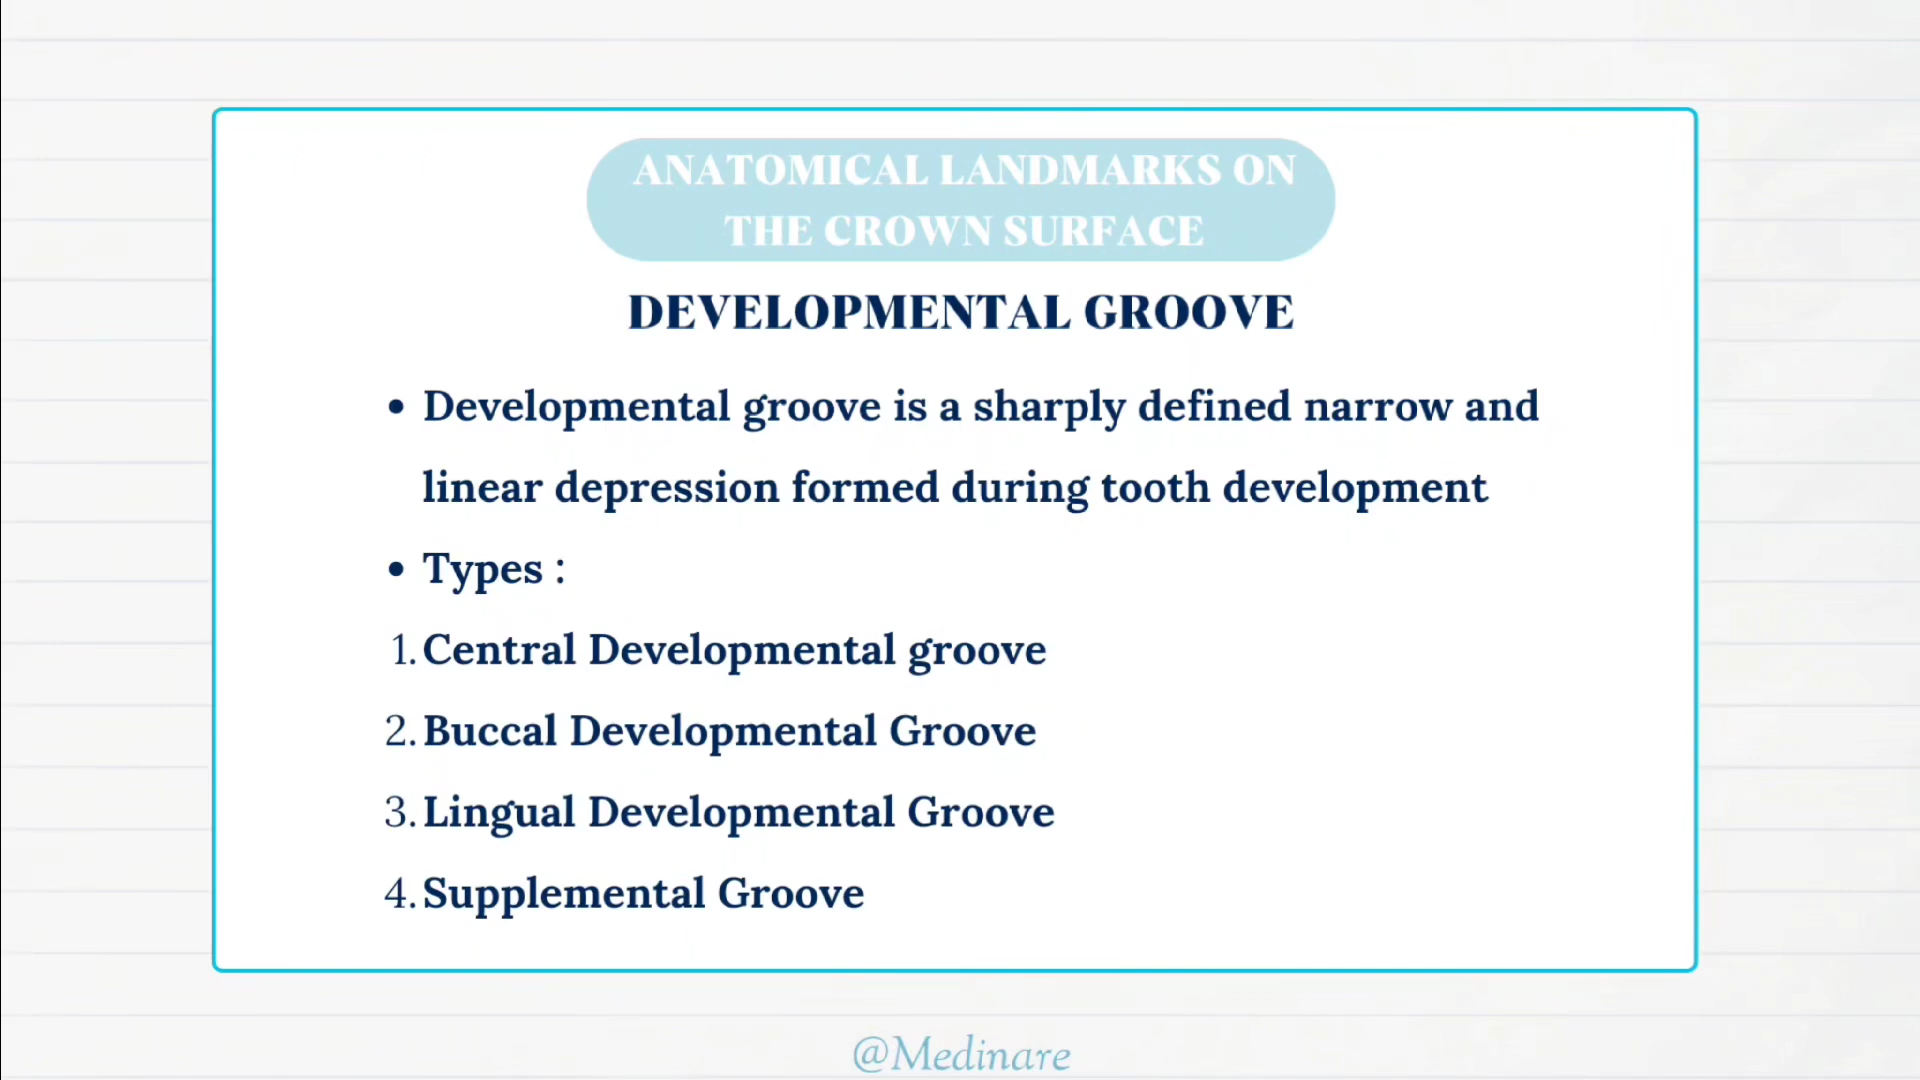 ANATOMICAL LANDMARKS ON
THE CROWN SURFACE
DEVELOPMENTAL GROOVE
• Developmental groove is a sharply defined narrow and
linear depression formed during tooth development
• Types :
1. Central Developmental groove
2. Buccal Developmental Groove
3. Lingual Developmental Groove
4. Supplemental Groove
@Medinare